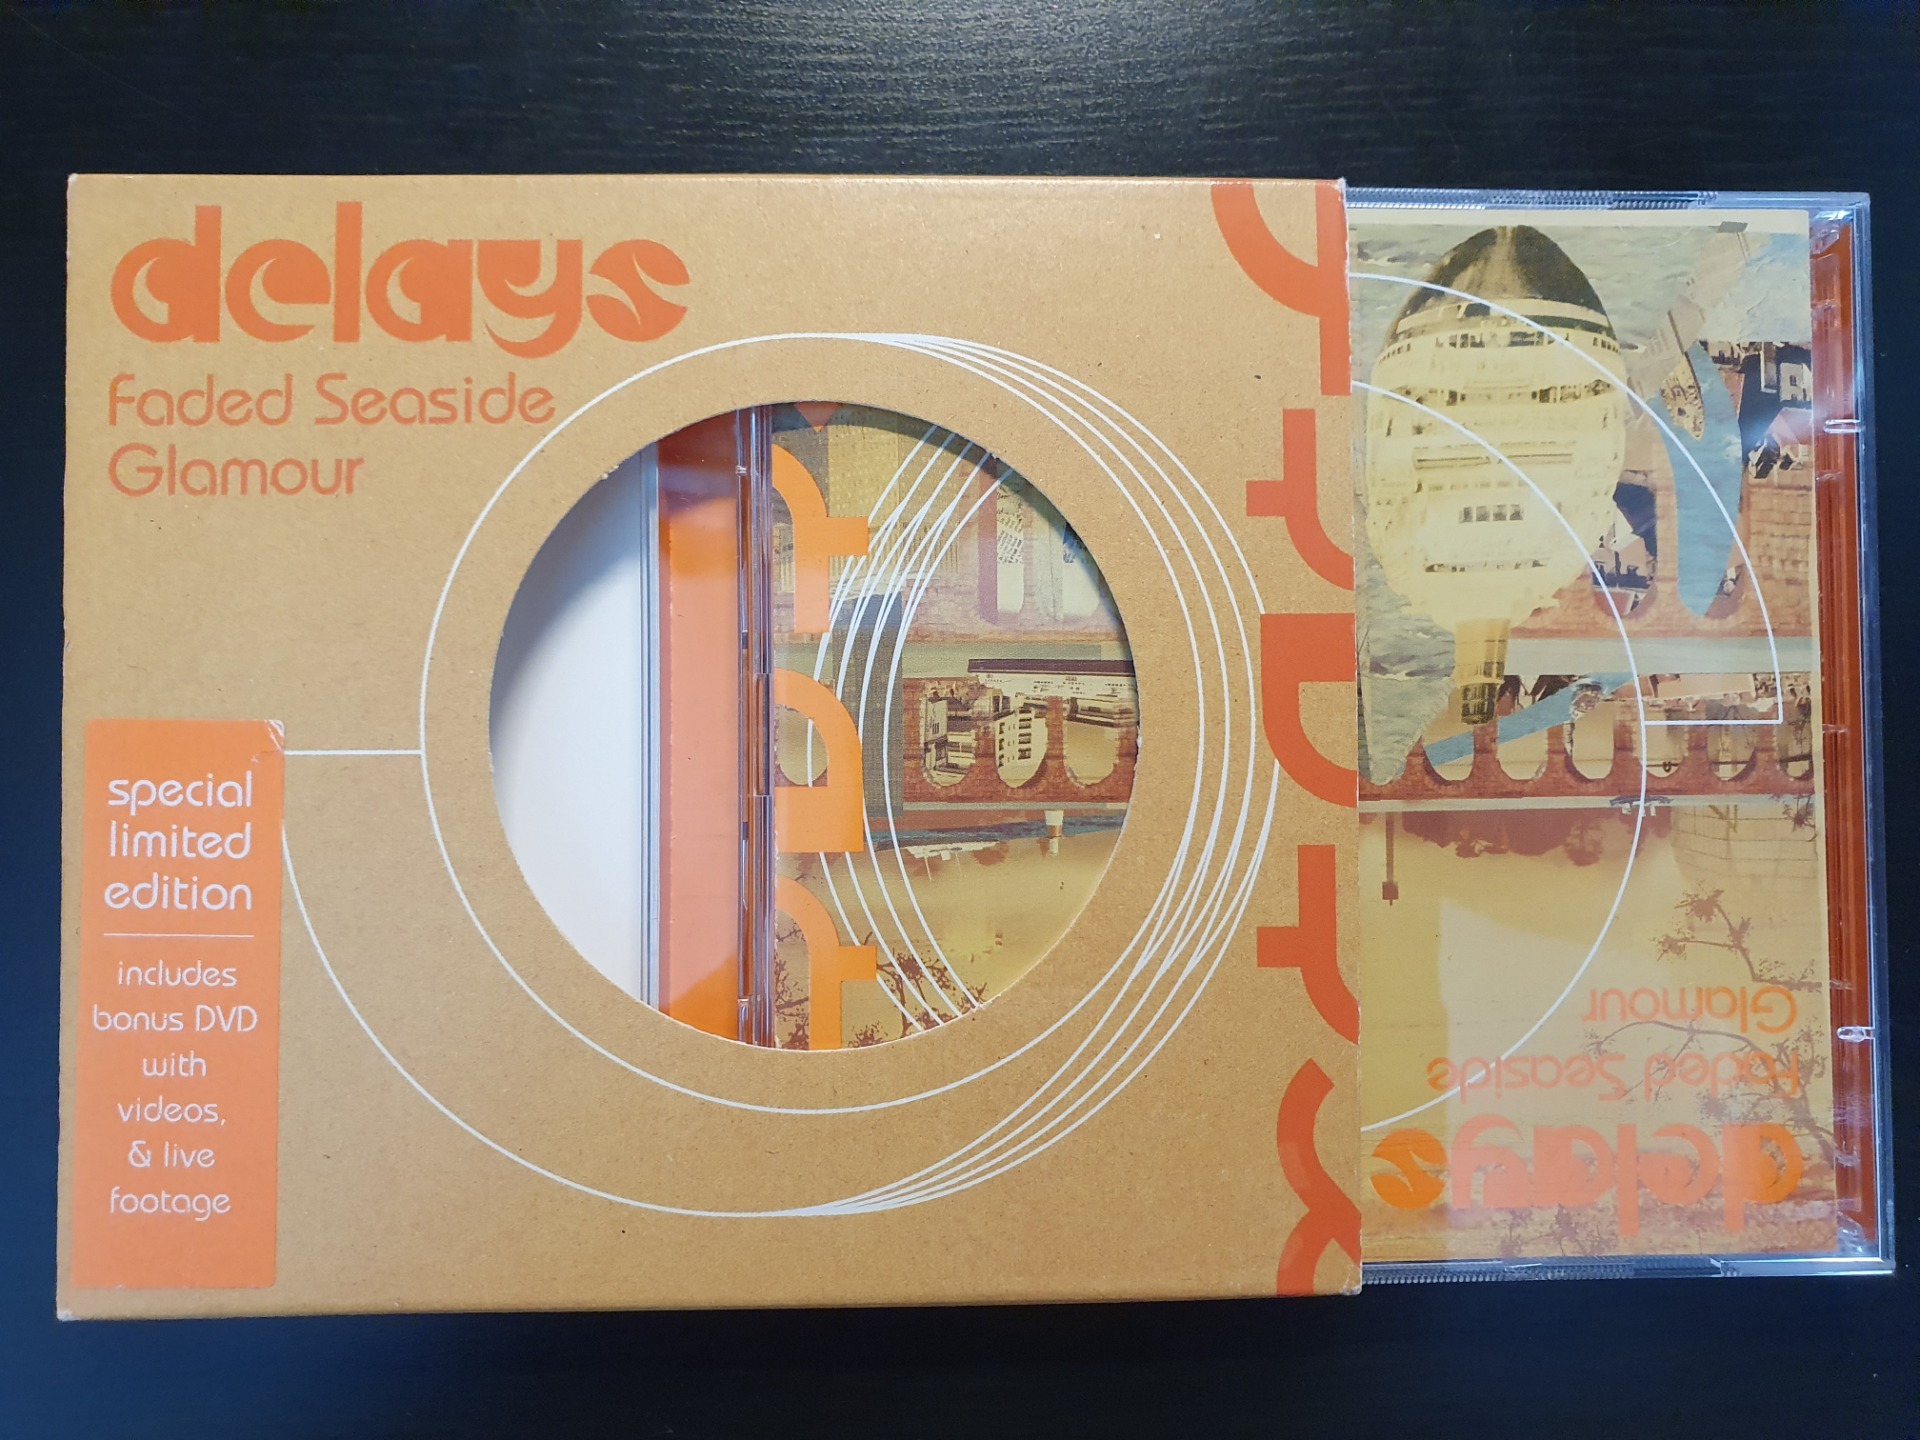 delays
Faded Seaside
Glamour
special
limited
edition
includes
bonus DVD
with
videos,
& live
footage
Glamour
Faded Seaside
delays